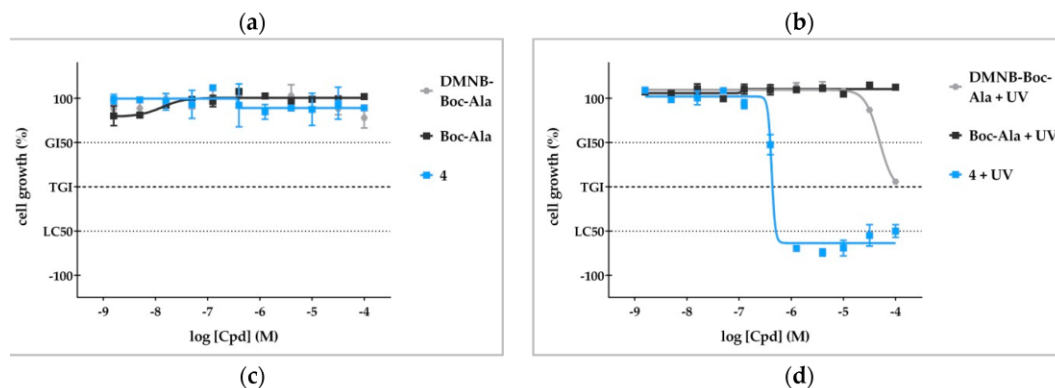 (a)
(b)
100
GI50
TGI
LC50
-100
cell growth (%)
-9
-8
-7
-6
-5
-4
log [Cpd] (M)
DMNB-
Boc-Ala
Boc-Ala
4
100
GI50
TGI
LC50
-100
cell growth (%)
-9
-8
-7
-6
-5
-4
log [Cpd] (M)
DMNB-Boc-
Ala + UV
Boc-Ala + UV
4 + UV
(c)
(d)